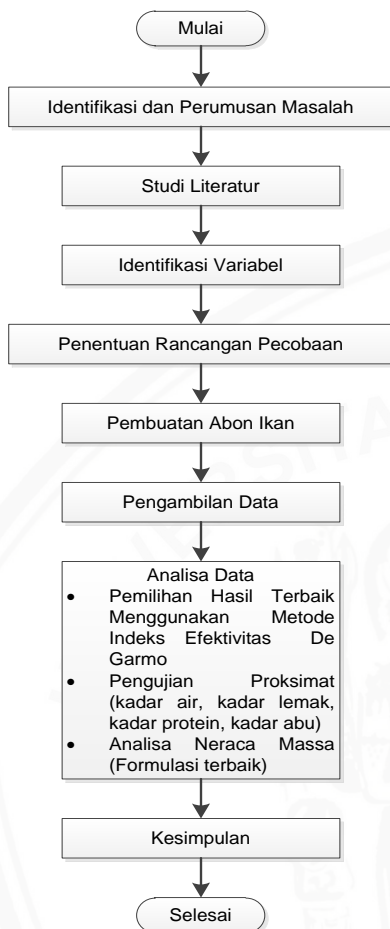 Mulai
Identifikasi dan Perumusan Masalah
Studi Literatur
Identifikasi Variabel
Penentuan Rancangan Pecobaan
Pembuatan Abon Ikan
Pengambilan Data
Analisa Data
• Pemilihan Hasil Terbaik
Menggunakan Metode
Indeks Efektivitas De
Garmo
• Pengujian Proksimat
(kadar air, kadar lemak,
kadar protein, kadar abu)
• Analisa Neraca Massa
(Formulasi terbaik)
Kesimpulan
Selesai